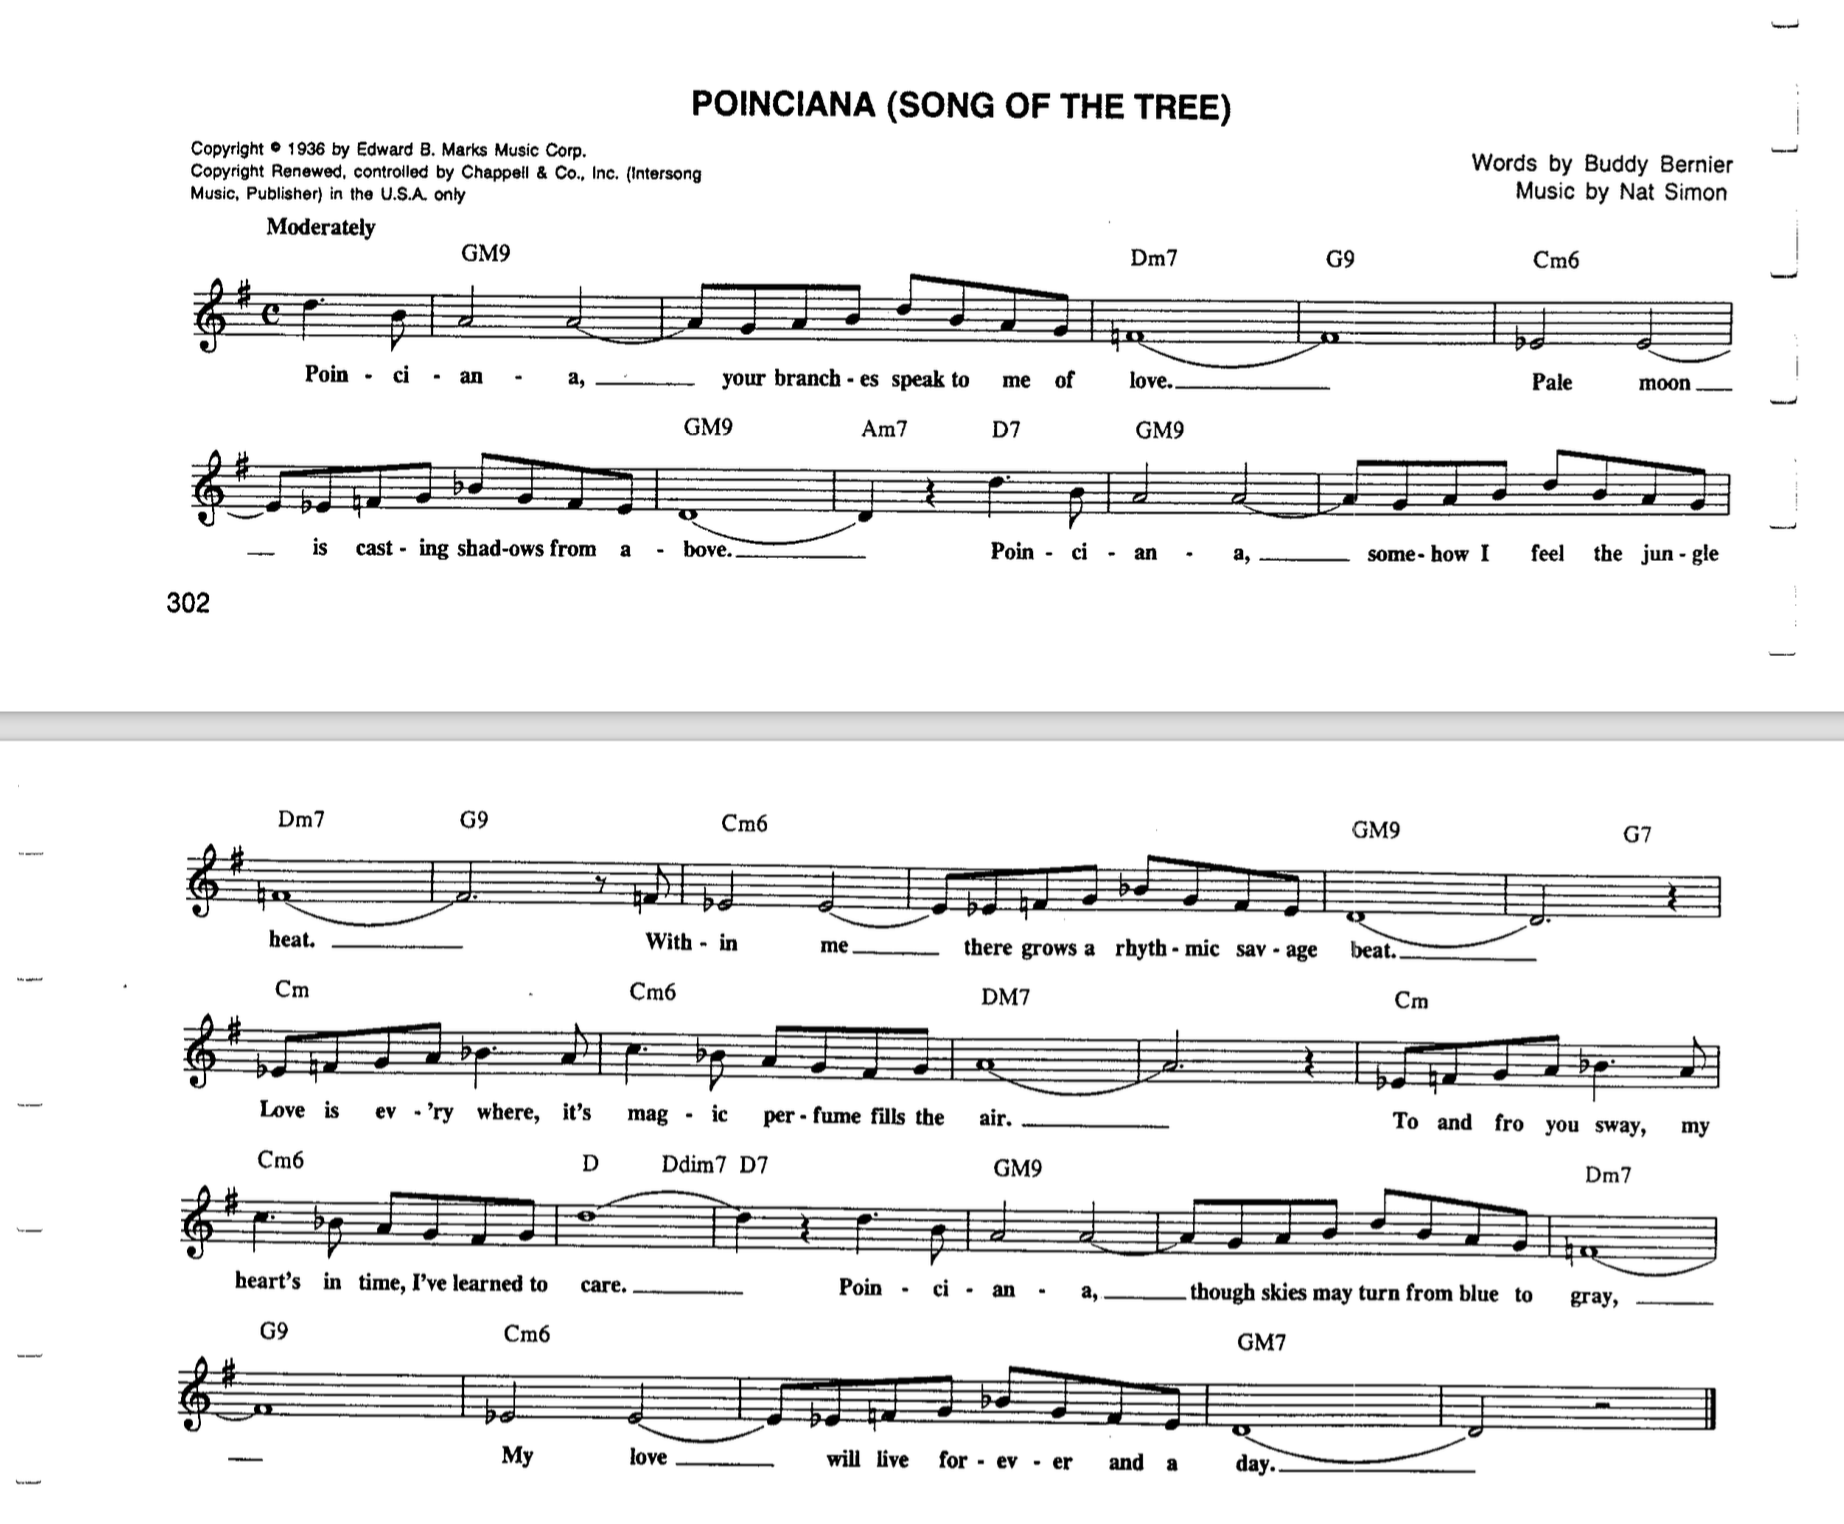 POINCIANA (SONG OF THE TREE)
Copyright © 1936 by Edward B. Marks Music Corp.
Copyright Renewed, controlled by Chappell & Co., Inc. (Intersong
Music, Publisher) in the U.S.A. only
Words by Buddy Bernier
Music by Nat Simon
Moderately
GM9 Dm7 G9 Cm6
Poin - ci - an - a, your branch - es speak to me of love. Pale moon
GM9 Am7 D7 GM9
is cast - ing shad-ows from a - bove. Poin - ci - an - a, some-how I feel the jun - gle
302
Dm7 G9 Cm6 GM9 G7
heat. With - in me there grows a rhyth - mic sav - age beat.
Cm Cm6 DM7 Cm
Love is ev - 'ry where, it's mag - ic per - fume fills the air. To and fro you sway, my
Cm6 D Ddim7 D7 GM9 Dm7
heart's in time, I've learned to care. Poin - ci - an - a, though skies may turn from blue to gray,
G9 Cm6 GM7
My love will live for - ev - er and a day.